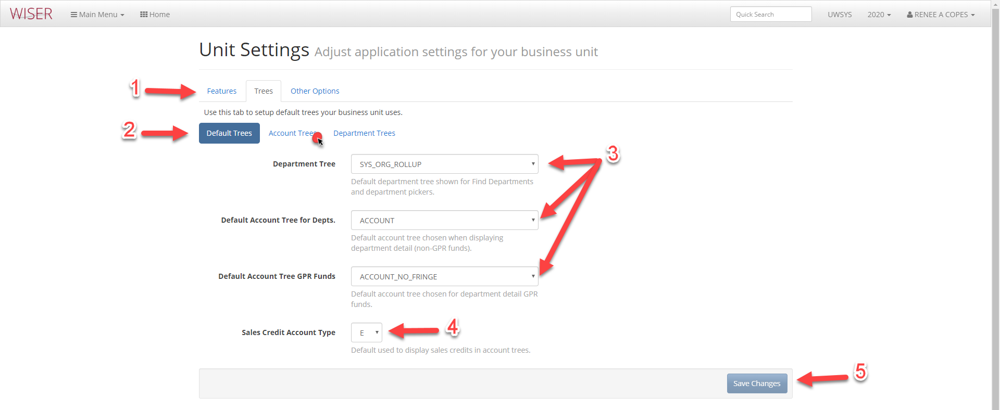 WISER Main Menu Home Quick Search UWSYS 2020 RENEE A COPES
Unit Settings Adjust application settings for your business unit
1 Features Trees Other Options
Use this tab to setup default trees your business unit uses.
2 Default Trees Account Trees Department Trees
3
Department Tree SYS_ORG_ROLLUP
Default department tree shown for Find Departments
and department pickers.
Default Account Tree for Depts. ACCOUNT
Default account tree chosen when displaying
department detail (non-GPR funds).
Default Account Tree GPR Funds ACCOUNT_NO_FRINGE
Default account tree chosen for department detail GPR
funds.
Sales Credit Account Type E 4
Default used to display sales credits in account trees.
Save Changes 5